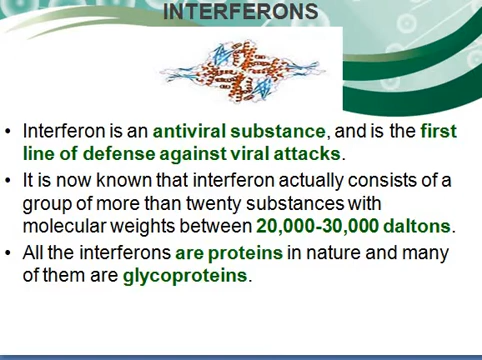 INTERFERONS
• Interferon is an antiviral substance, and is the first
line of defense against viral attacks.
• It is now known that interferon actually consists of a
group of more than twenty substances with
molecular weights between 20,000-30,000 daltons.
• All the interferons are proteins in nature and many
of them are glycoproteins.